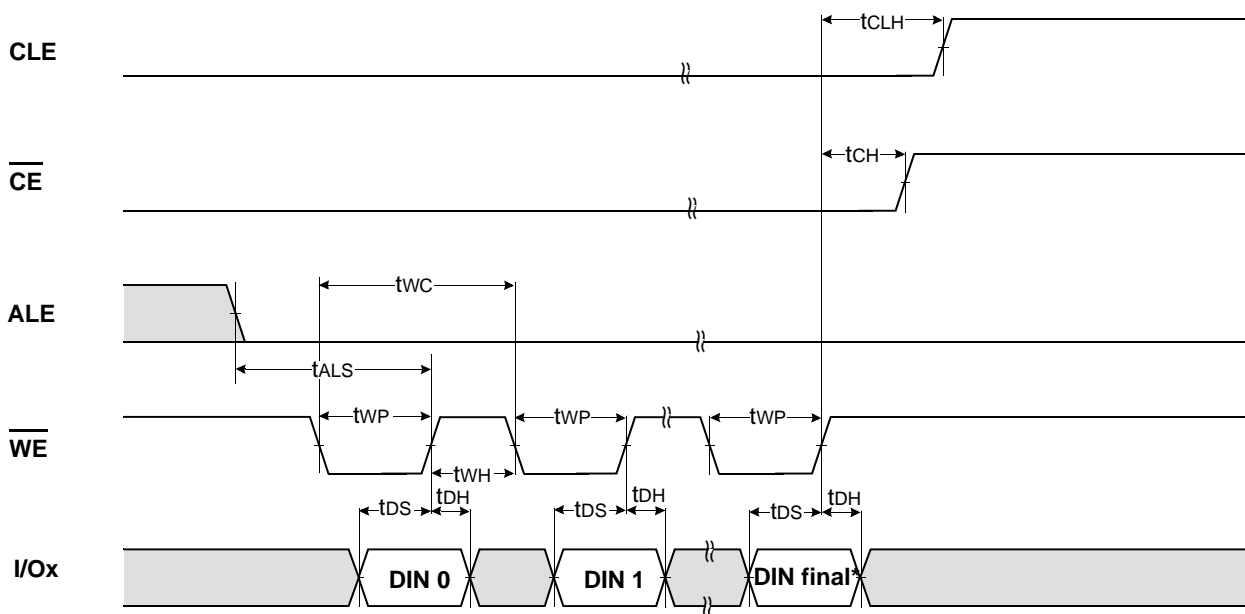 tCLH
CLE
tCH
CE
tWC
ALE
tALS
tWP tWP tWP
WE
tWH
tDS tDH tDS tDH tDS tDH
I/Ox DIN 0 DIN 1 DIN final*